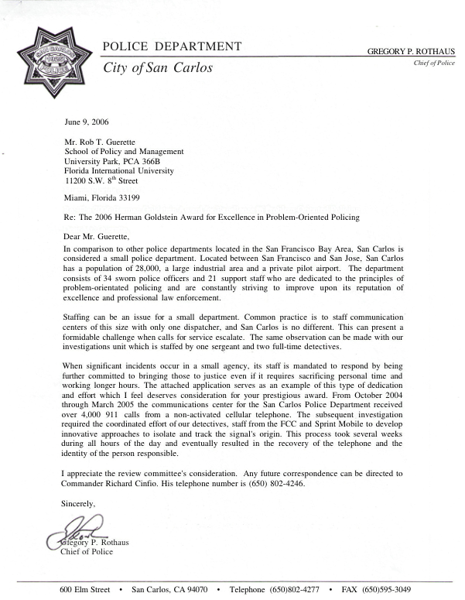 POLICE DEPARTMENT
City of San Carlos
GREGORY P. ROTHAUS
Chief of Police
June 9, 2006
Mr. Rob T. Guerette
School of Policy and Management
University Park, PCA 366B
Florida International University
11200 S.W. 8th Street
Miami, Florida 33199
Re: The 2006 Herman Goldstein Award for Excellence in Problem-Oriented Policing
Dear Mr. Guerette,
In comparison to other police departments located in the San Francisco Bay Area, San Carlos is
considered a small police department. Located between San Francisco and San Jose, San Carlos
has a population of 28,000, a large industrial area and a private pilot airport. The department
consists of 34 sworn police officers and 21 support staff who are dedicated to the principles of
problem-orientated policing and are constantly striving to improve upon its reputation of
excellence and professional law enforcement.
Staffing can be an issue for a small department. Common practice is to staff communication
centers of this size with only one dispatcher, and San Carlos is no different. This can present a
formidable challenge when calls for service escalate. The same observation can be made with our
investigations unit which is staffed by one sergeant and two full-time detectives.
When significant incidents occur in a small agency, its staff is mandated to respond by being
further committed to bringing those to justice even if it requires sacrificing personal time and
working longer hours. The attached application serves as an example of this type of dedication
and effort which I feel deserves consideration for your prestigious award. From October 2004
through March 2005 the communications center for the San Carlos Police Department received
over 4,000 911 calls from a non-activated cellular telephone. The subsequent investigation
required the coordinated effort of our detectives, staff from the FCC and Sprint Mobile to develop
innovative approaches to isolate and track the signal's origin. This process took several weeks
during all hours of the day and eventually resulted in the recovery of the telephone and the
identity of the person responsible.
I appreciate the review committee's consideration. Any future correspondence can be directed to
Commander Richard Cinfio. His telephone number is (650) 802-4246.
Sincerely,
Gregory P. Rothaus
Chief of Police
600 Elm Street • San Carlos, CA 94070 • Telephone (650)802-4277 • FAX (650)595-3049